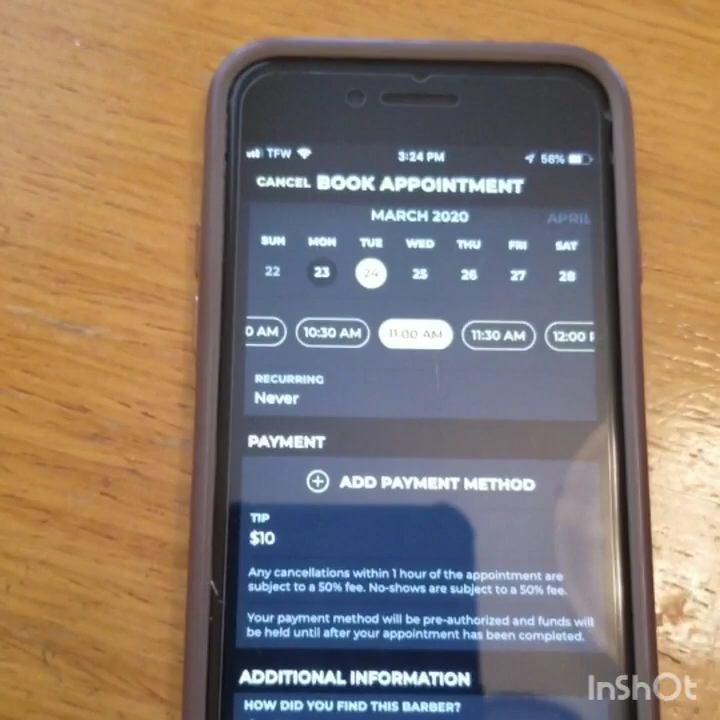 TFW 3:24 PM 56%
CANCEL BOOK APPOINTMENT
MARCH 2020 APRIL
SUN MON TUE WED THU FRI SAT
22 23 24 25 26 27 28
0 AM 10:30 AM 11:00 AM 11:30 AM 12:00 P
RECURRING
Never
PAYMENT
ADD PAYMENT METHOD
TIP
$10
Any cancellations within 1 hour of the appointment are
subject to a 50% fee. No-shows are subject to a 50% fee.
Your payment method will be pre-authorized and funds will
be held until after your appointment has been completed.
ADDITIONAL INFORMATION
HOW DID YOU FIND THIS BARBER?
InShOt